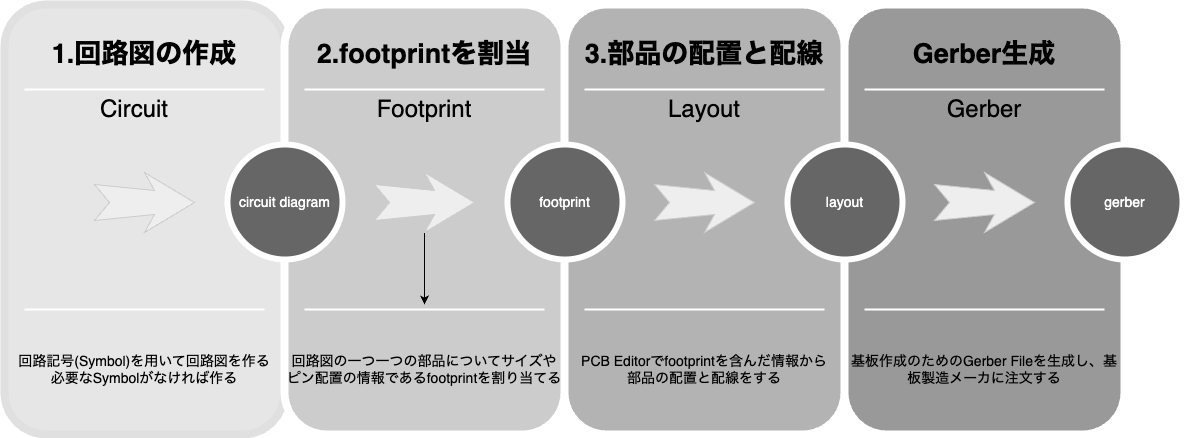 1.回路図の作成
Circuit
circuit diagram
回路記号(Symbol)を用いて回路図を作る
必要なSymbolがなければ作る
2.footprintを割当
Footprint
footprint
回路図の一つ一つの部品についてサイズや
ピン配置の情報であるfootprintを割り当てる
3.部品の配置と配線
Layout
layout
PCB Editorでfootprintを含んだ情報から
部品の配置と配線をする
Gerber生成
Gerber
gerber
基板作成のためのGerber Fileを生成し、基
板製造メーカに注文する